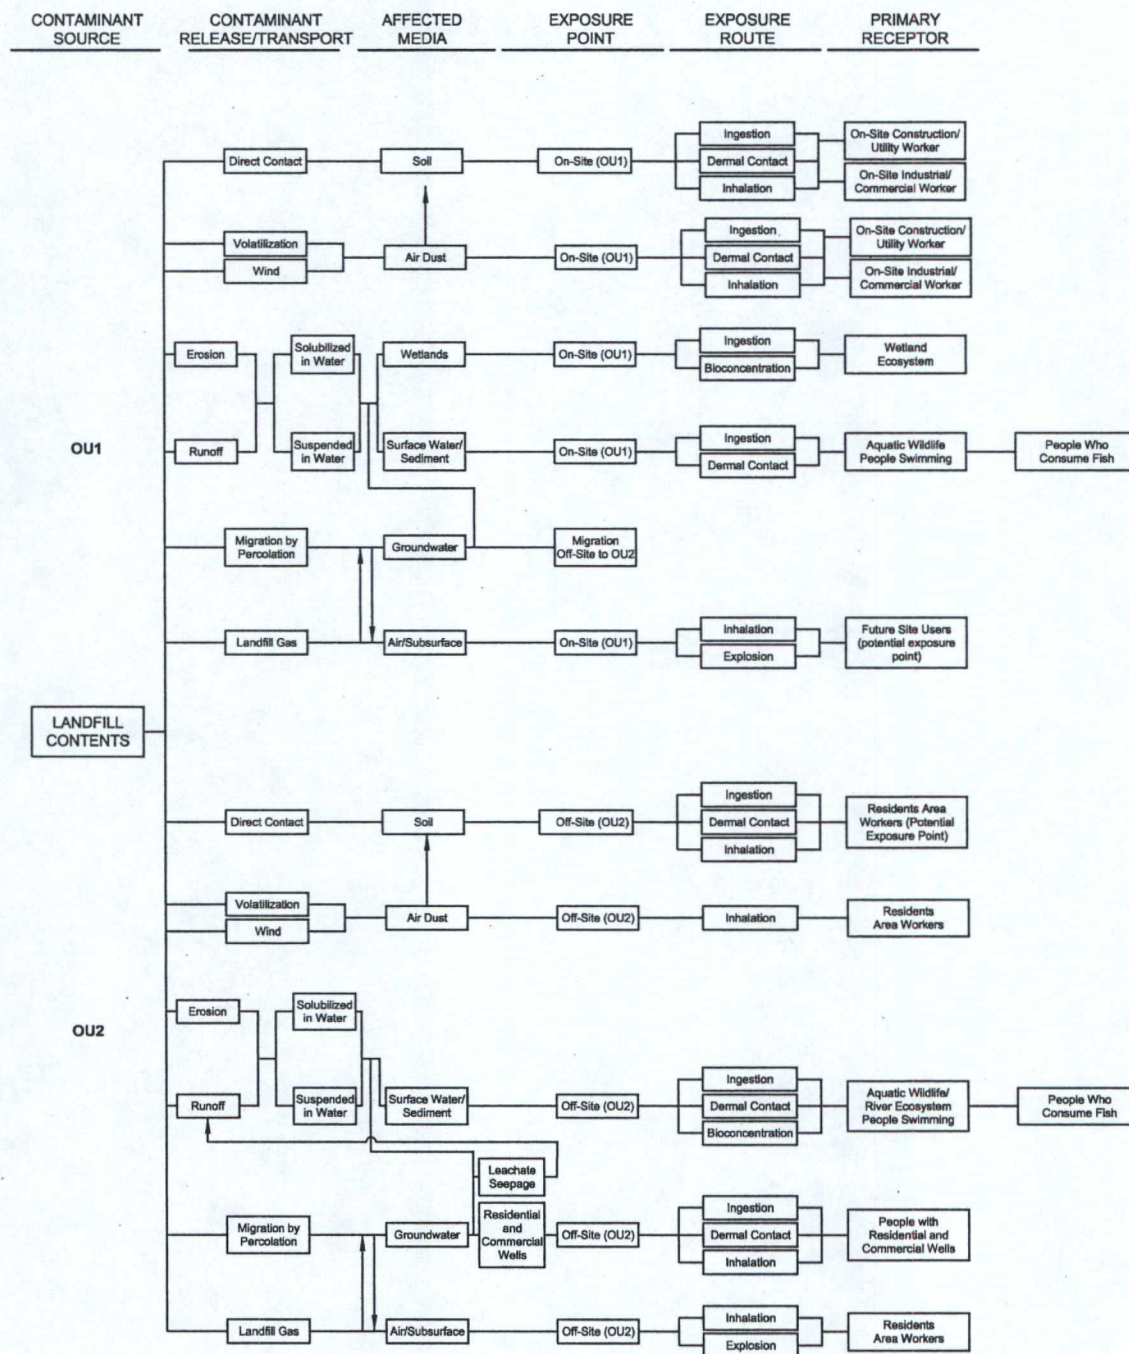 CONTAMINANT
SOURCE
CONTAMINANT
RELEASE/TRANSPORT
AFFECTED
MEDIA
EXPOSURE
POINT
EXPOSURE
ROUTE
PRIMARY
RECEPTOR
Direct Contact
Soil
On-Site (OU1)
Ingestion
Dermal Contact
Inhalation
On-Site Construction/
Utility Worker
On-Site Industrial/
Commercial Worker
Volatilization
Wind
Air Dust
On-Site (OU1)
Ingestion
Dermal Contact
Inhalation
On-Site Construction/
Utility Worker
On-Site Industrial/
Commercial Worker
OU1
Erosion
Runoff
Solubilized
in Water
Suspended
in Water
Wetlands
On-Site (OU1)
Ingestion
Bioconcentration
Wetland
Ecosystem
Surface Water/
Sediment
On-Site (OU1)
Ingestion
Dermal Contact
Aquatic Wildlife
People Swimming
People Who
Consume Fish
Migration by
Percolation
Groundwater
Migration
Off-Site to OU2
Landfill Gas
Air/Subsurface
On-Site (OU1)
Inhalation
Explosion
Future Site Users
(potential exposure
point)
LANDFILL
CONTENTS
Direct Contact
Soil
Off-Site (OU2)
Ingestion
Dermal Contact
Inhalation
Residents Area
Workers (Potential
Exposure Point)
Volatilization
Wind
Air Dust
Off-Site (OU2)
Inhalation
Residents
Area Workers
OU2
Erosion
Runoff
Solubilized
in Water
Suspended
in Water
Surface Water/
Sediment
Off-Site (OU2)
Ingestion
Dermal Contact
Bioconcentration
Aquatic Wildlife/
River Ecosystem
People Swimming
People Who
Consume Fish
Leachate
Seepage
Migration by
Percolation
Groundwater
Residential
and
Commercial
Wells
Off-Site (OU2)
Ingestion
Dermal Contact
Inhalation
People with
Residential and
Commercial Wells
Landfill Gas
Air/Subsurface
Off-Site (OU2)
Inhalation
Explosion
Residents
Area Workers